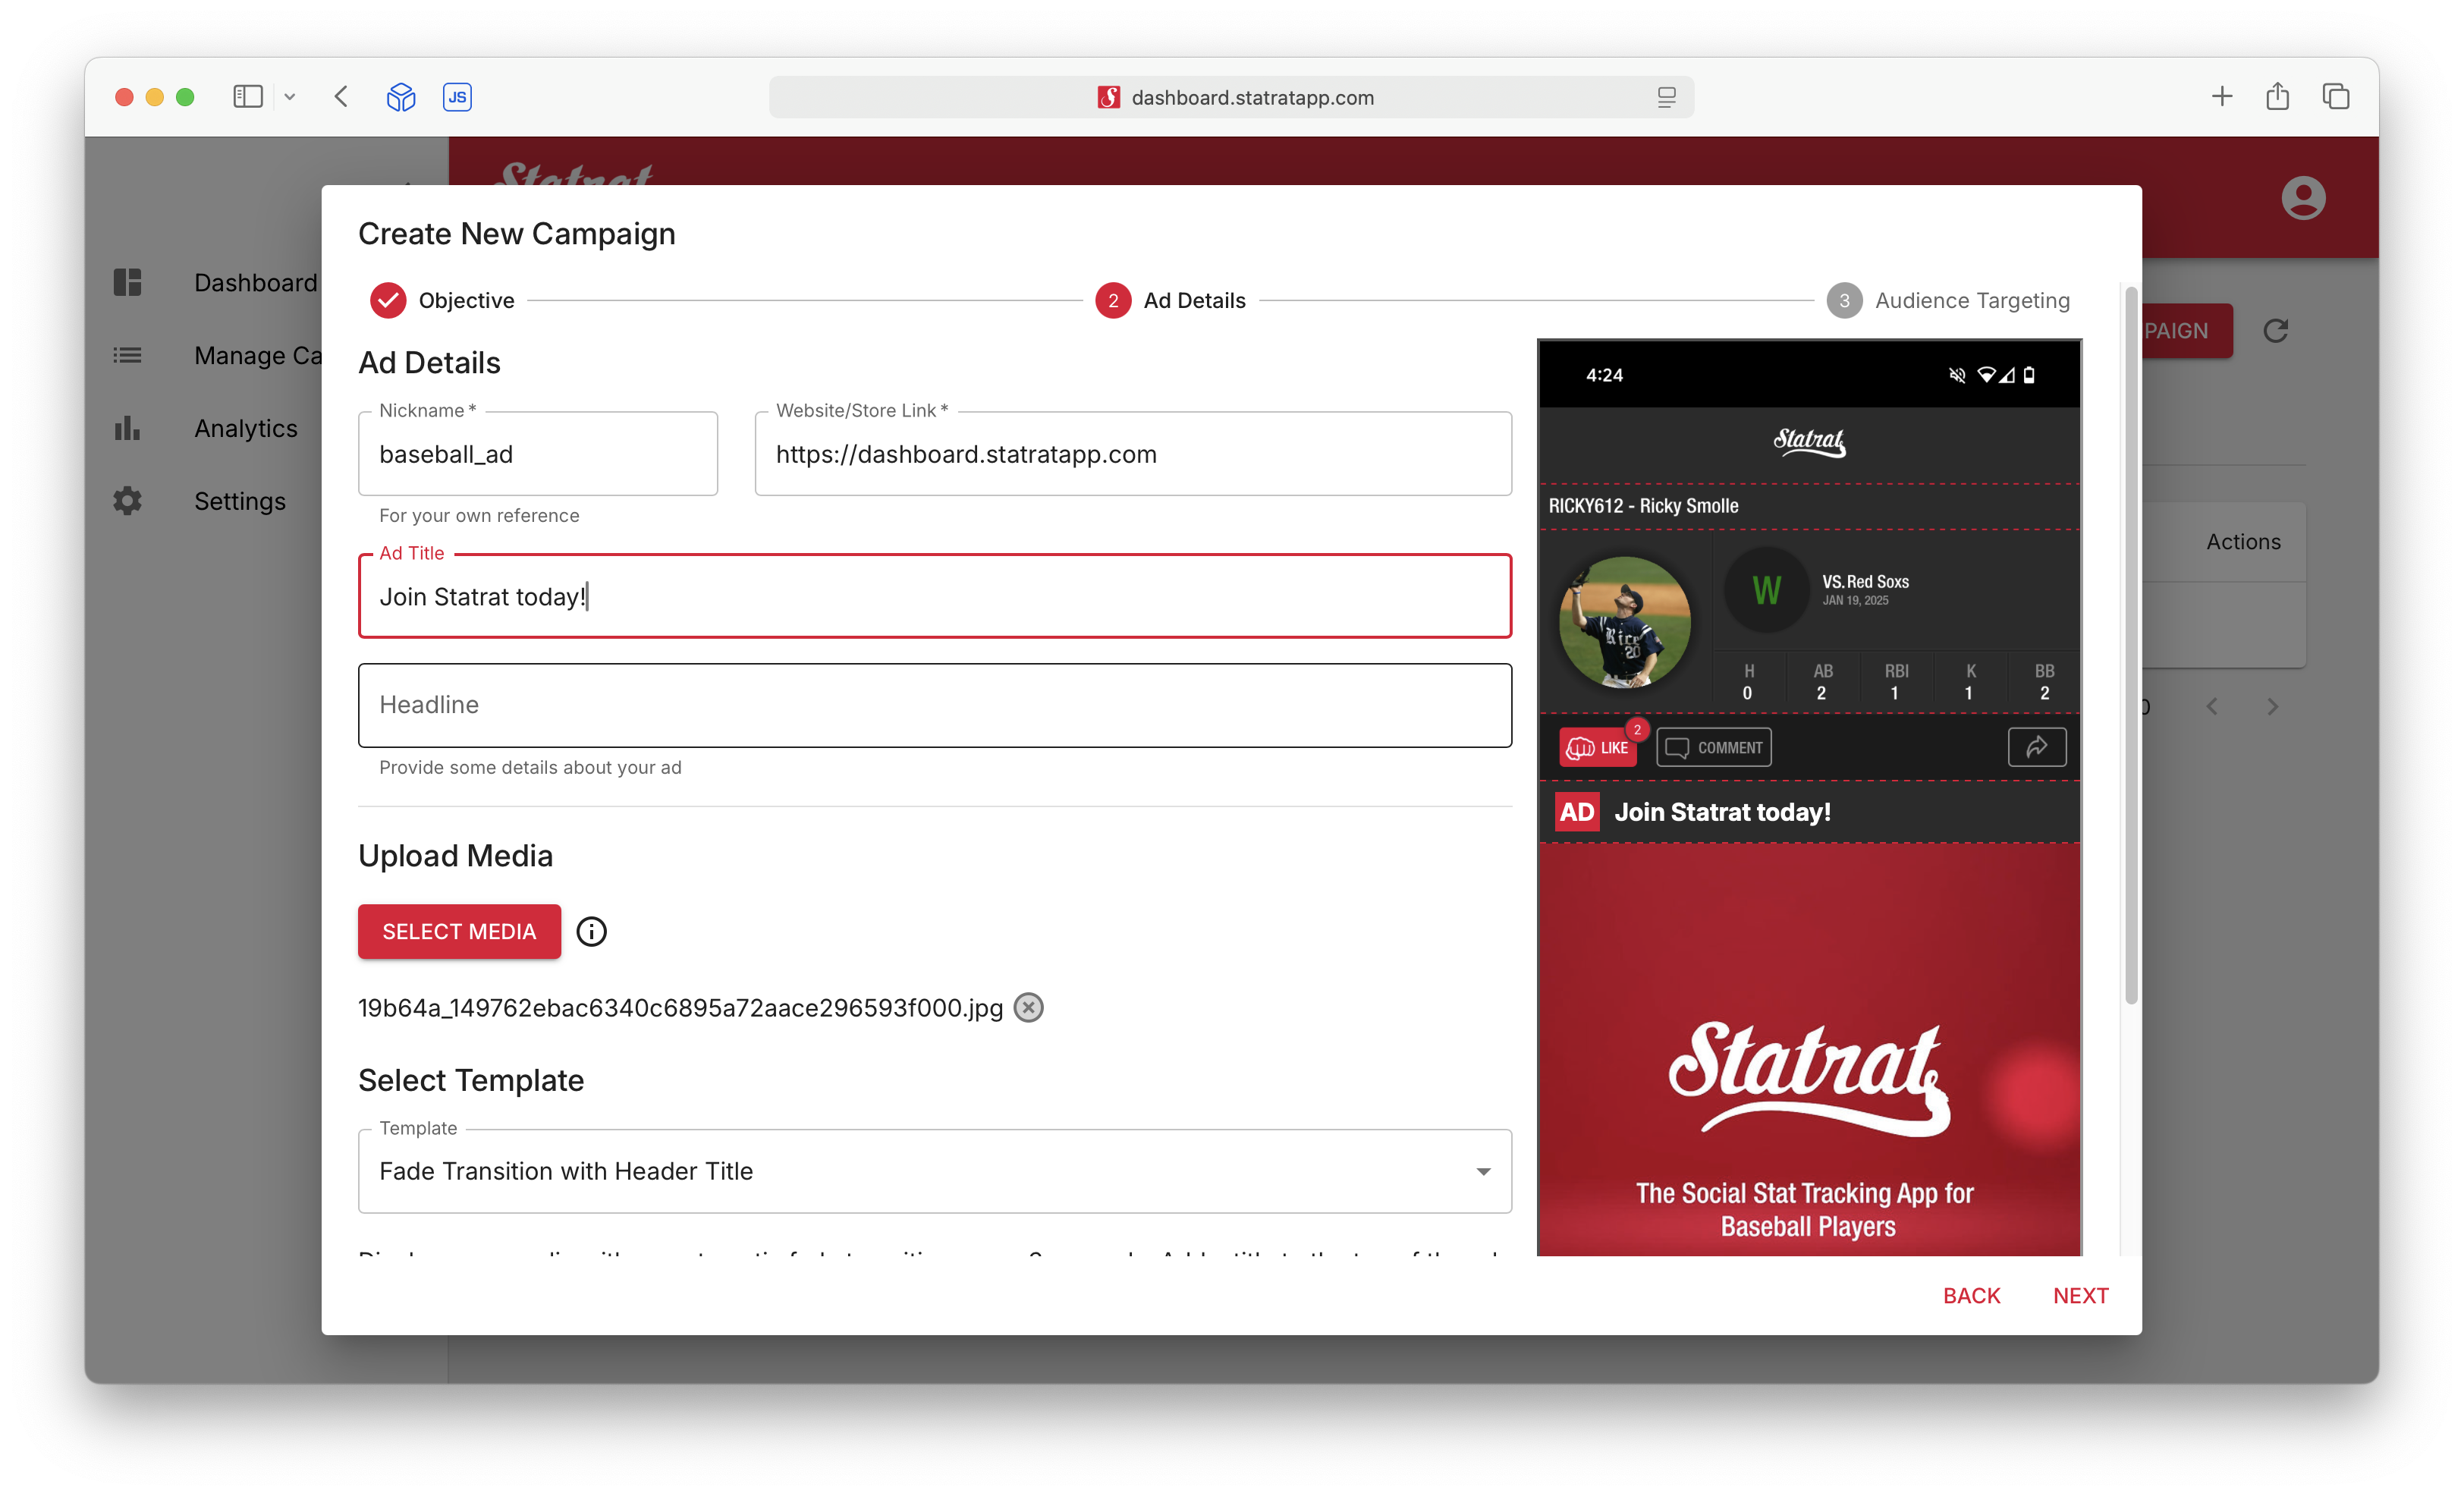 JS
dashboard.statratapp.com
Statrat
Dashboard
Manage Ca
Analytics
Settings
PAIGN
Actions
Create New Campaign
Objective
2 Ad Details
3 Audience Targeting
Ad Details
Nickname *
baseball_ad
For your own reference
Website/Store Link *
https://dashboard.statratapp.com
Ad Title
Join Statrat today!
Headline
Provide some details about your ad
Upload Media
SELECT MEDIA
19b64a_149762ebac6340c6895a72aace296593f000.jpg
Select Template
Template
Fade Transition with Header Title
4:24
Statrat
RICKY612 - Ricky Smolle
Rice
20
W
VS. Red Soxs
JAN 19, 2025
H AB RBI K BB
0 2 1 1 2
LIKE 2 COMMENT
AD Join Statrat today!
Statrat
The Social Stat Tracking App for
Baseball Players
BACK NEXT